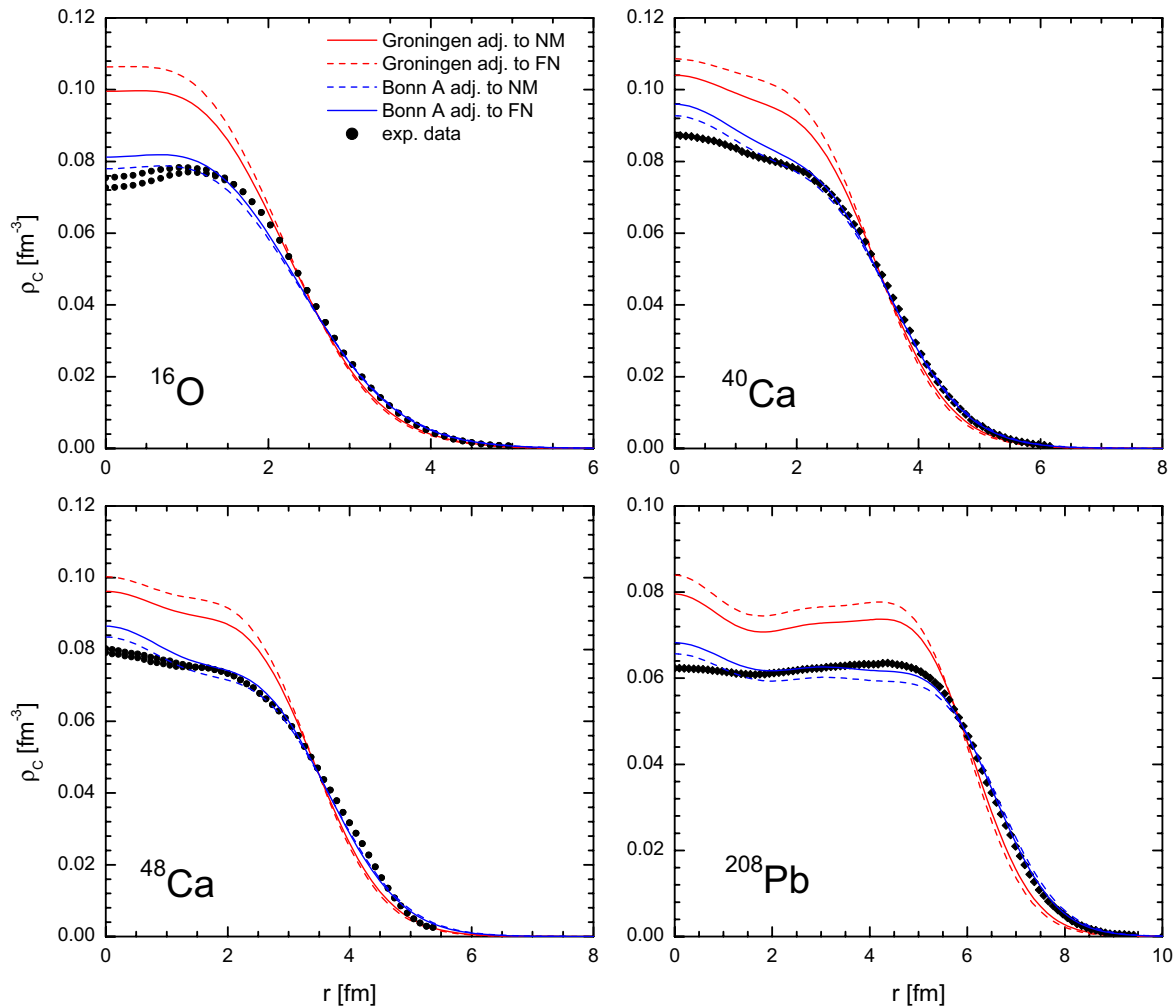 0.12
0.10
0.08
0.06
0.04
0.02
0.00
ρC [fm-3]
0 2 4 6
Groningen adj. to NM
Groningen adj. to FN
Bonn A adj. to NM
Bonn A adj. to FN
exp. data
16O
0.12
0.10
0.08
0.06
0.04
0.02
0.00
0 2 4 6 8
40Ca
0.12
0.10
0.08
0.06
0.04
0.02
0.00
ρC [fm-3]
0 2 4 6 8
r [fm]
48Ca
0.10
0.08
0.06
0.04
0.02
0.00
0 2 4 6 8 10
r [fm]
208Pb